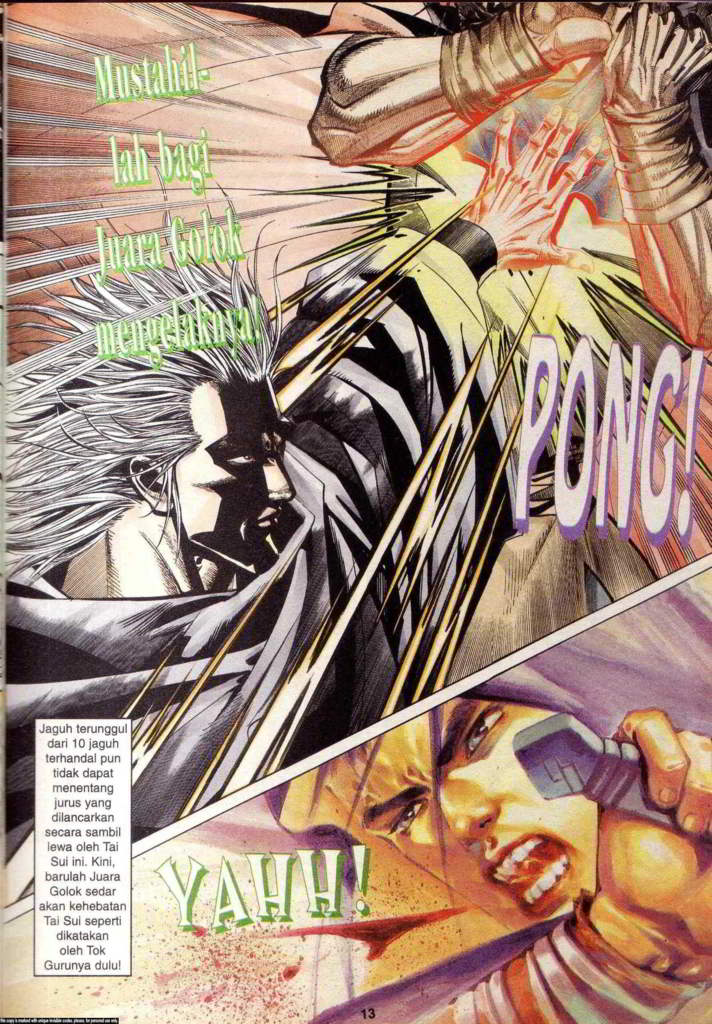 Mustahil-
lah bagi
Juara Golok
mengelaknya!
PONG!
YAHH!
Jaguh terunggul
dari 10 jaguh
terhandal pun
tidak dapat
menentang
jurus yang
dilancarkan
secara sambil
lewa oleh Tai
Sui ini. Kini,
barulah Juara
Golok sedar
akan kehebatan
Tai Sui seperti
dikatakan
oleh Tok
Gurunya dulu!
13